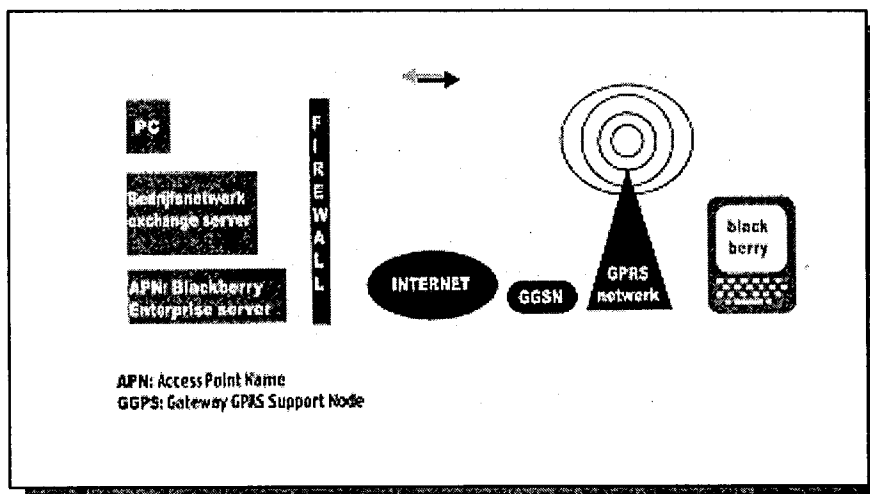 PC
Bedrijfsnetwork
exchange server
APN: Blackberry
Enterprise server
FIREWALL
INTERNET
GGSN
GPRS
network
black
berry
APN: Access Point Name
GGPS: Gateway GPRS Support Node